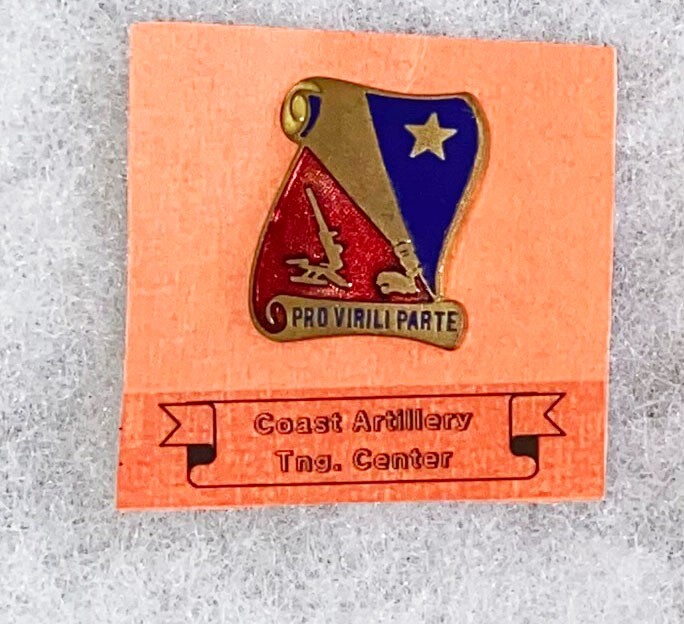 PRO VIRILI PARTE
Coast Artillery
Tng. Center